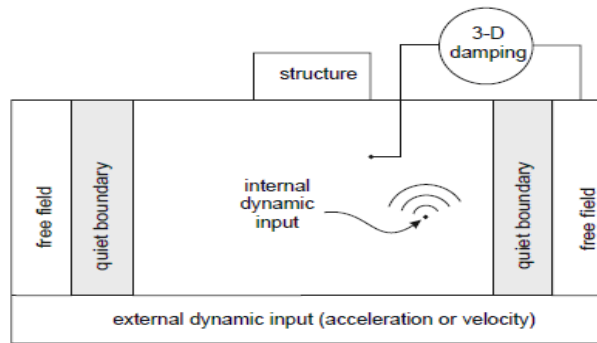 3-D
damping
structure
free field
quiet boundary
internal
dynamic
input
quiet boundary
free field
external dynamic input (acceleration or velocity)